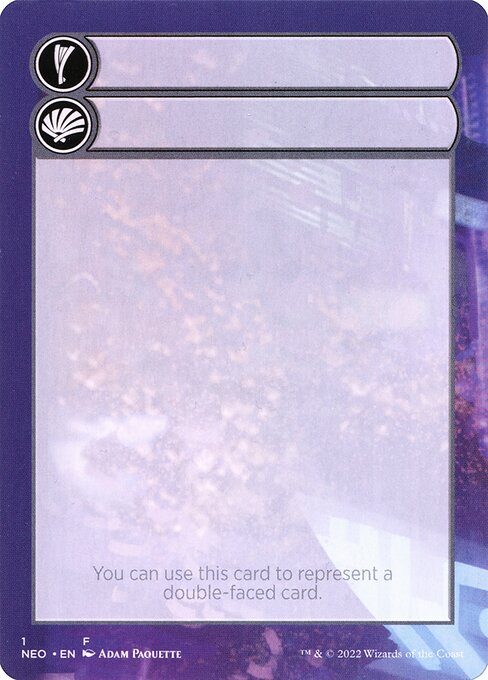 You can use this card to represent a
double-faced card.
1 F
NEO • EN Adam Paquette ™ & © 2022 Wizards of the Coast